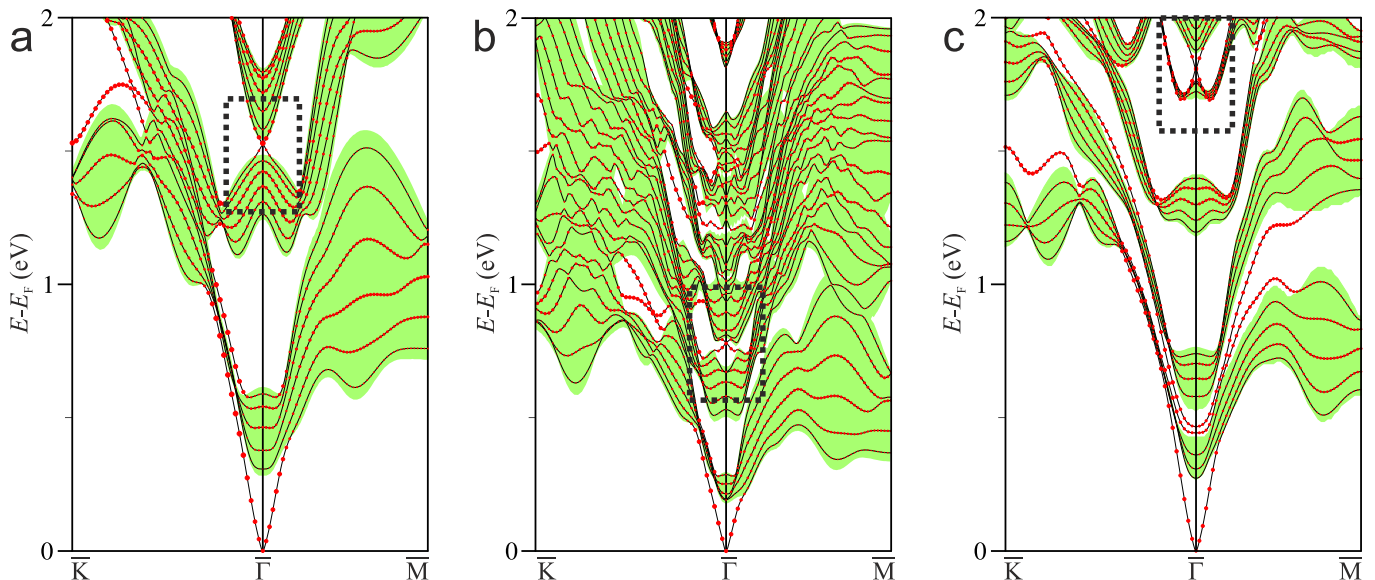 a
2
1
0
E-E_F (eV)
K̅ Γ̅ M̅
b
2
1
0
E-E_F (eV)
K̅ Γ̅ M̅
c
2
1
0
E-E_F (eV)
K̅ Γ̅ M̅